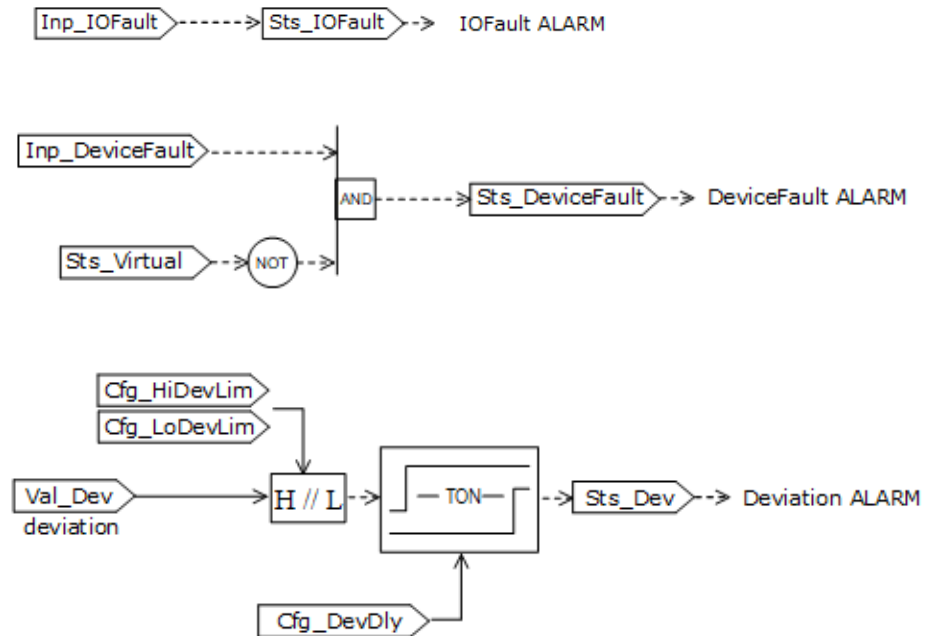 Inp_IOFault
Sts_IOFault
IOFault ALARM
Inp_DeviceFault
AND
Sts_DeviceFault
DeviceFault ALARM
Sts_Virtual
NOT
Cfg_HiDevLim
Cfg_LoDevLim
Val_Dev
deviation
H // L
TON
Sts_Dev
Deviation ALARM
Cfg_DevDly